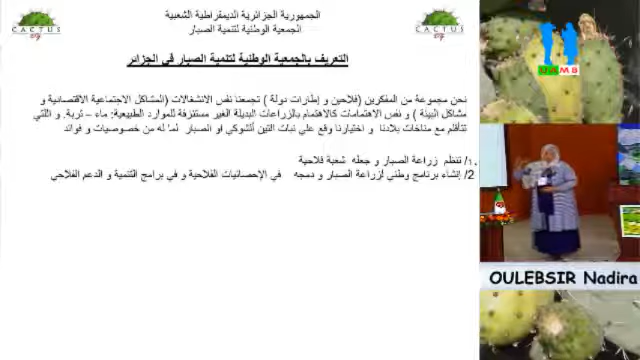 الجمهورية الجزائرية الديمقراطية الشعبية
الجمعية الوطنية لتنمية الصبار
CACTUS
CACTUS
التعريف بالجمعية الوطنية لتنمية الصبار في الجزائر
نحن مجموعة من المفكرين (فلاحين و إطارات دولة ) تجمعنا نفس الانشغالات (المشاكل الاجتماعية الاقتصادية و
مشاكل البيئة ) و نفس الاهتمامات كالاهتمام بالزراعات البديلة الغير مستنزفة للموارد الطبيعية: ماء – تربة. و اللتي
تتأقلم مع مناخات بلادنا و اختيارنا وقع علي نبات التين الشوكي او الصبار لما له من خصوصيات و فوائد
1/ تنظم زراعة الصبار و جعله شعبة فلاحية
2/ إنشاء برنامج وطني لزراعة الصبار و دمجه في الإحصائيات الفلاحية و في برامج التنمية و الدعم الفلاحي
OULEBSIR Nadira